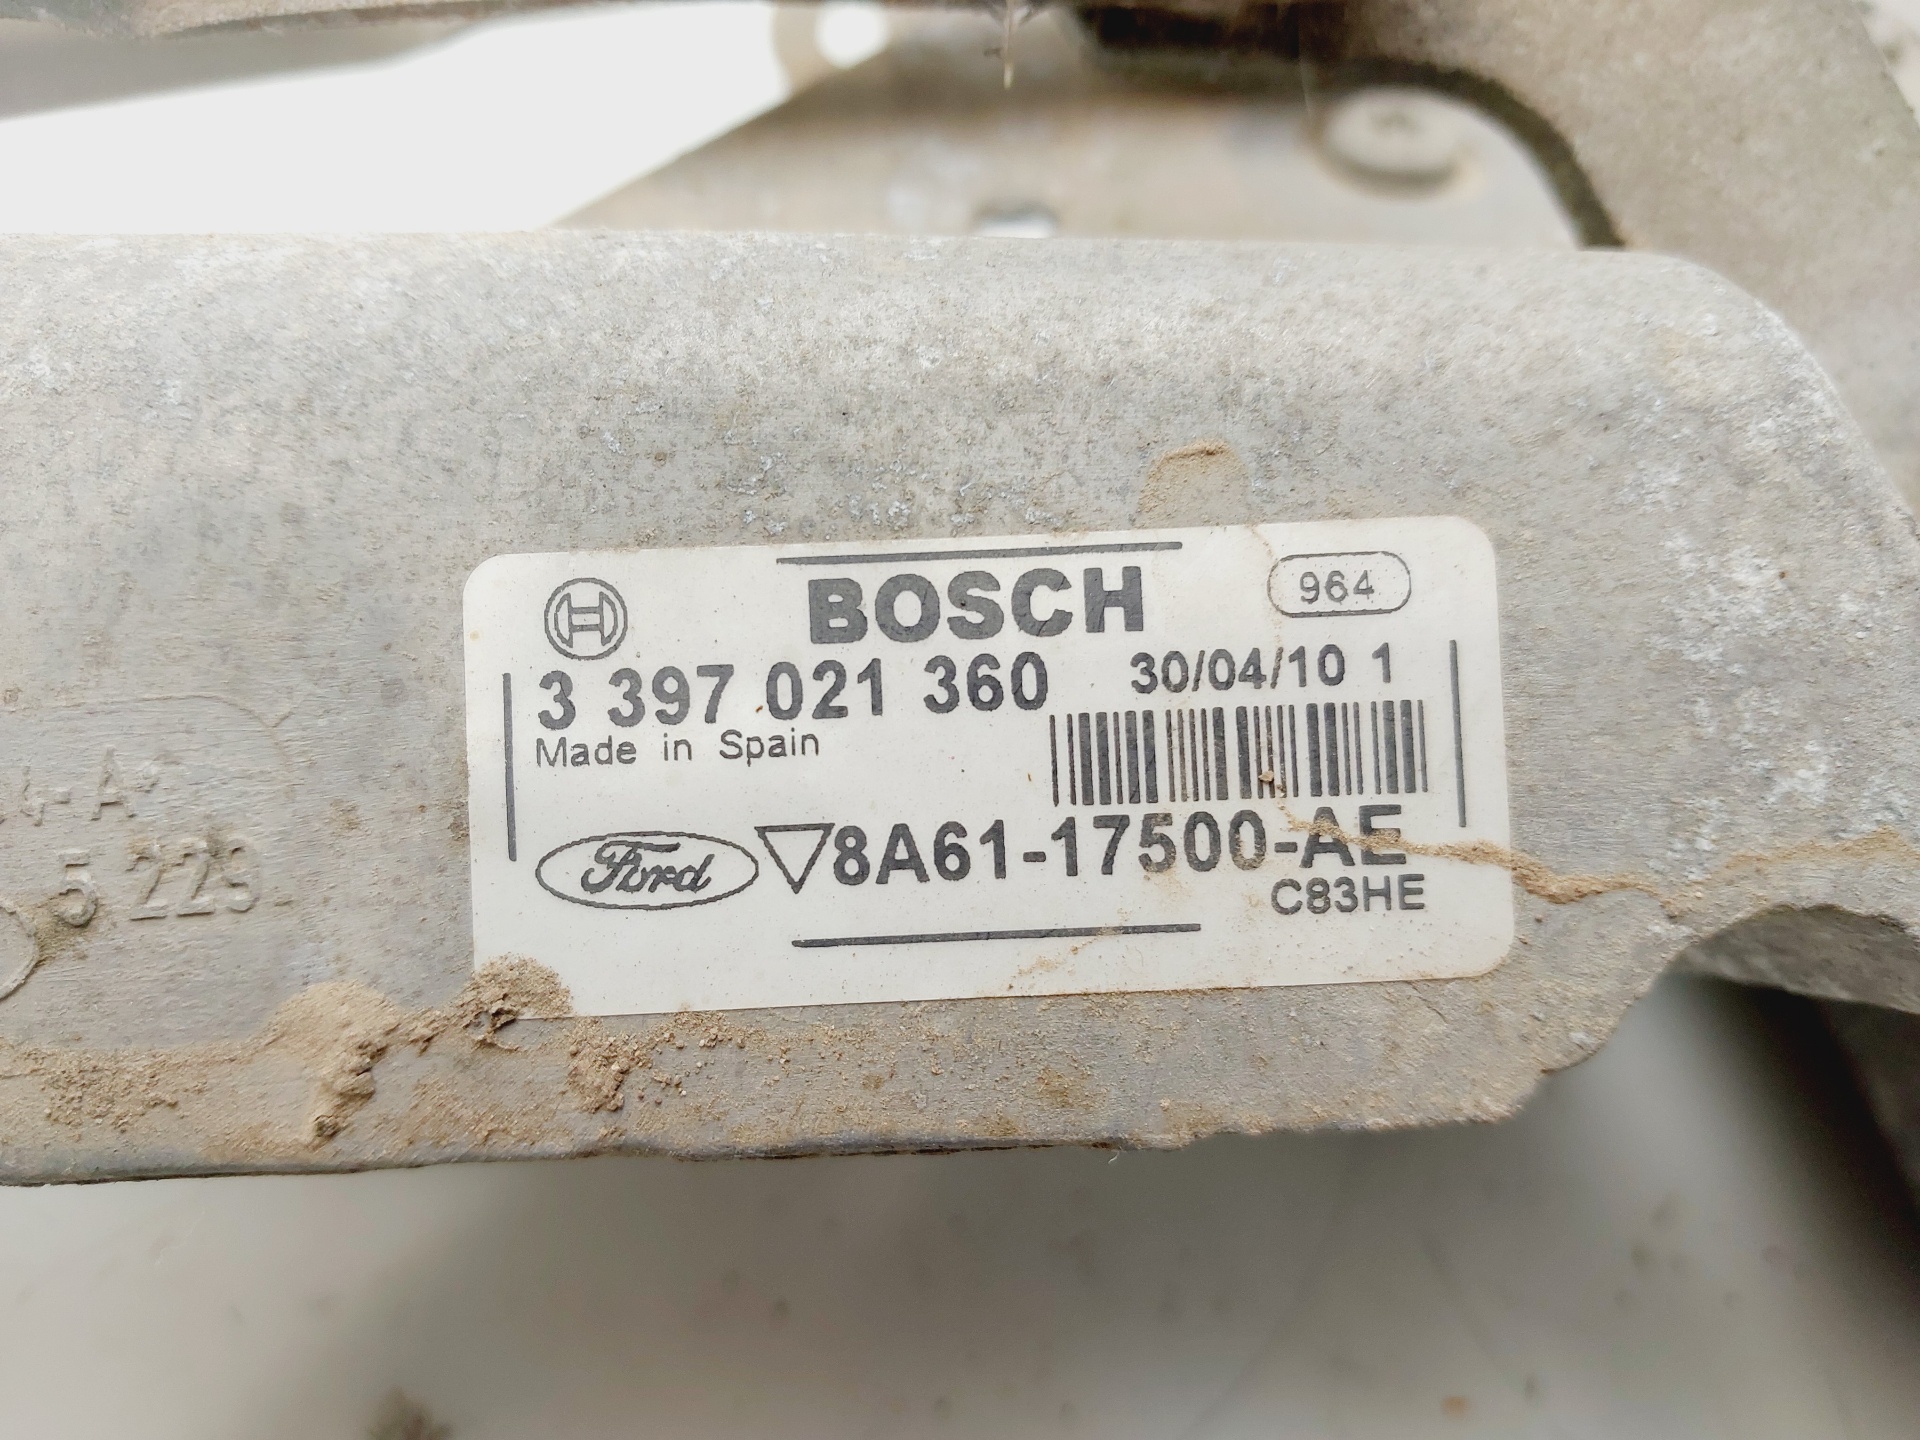 BOSCH
964
3 397 021 360 30/04/10 1
Made in Spain
Ford 8A61-17500-AE
C83HE
-A
5 229